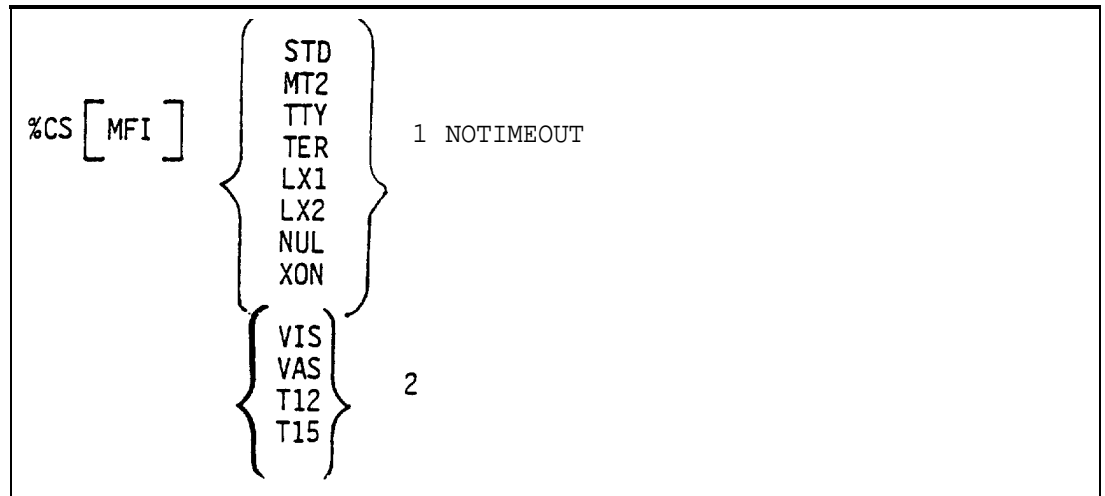 STD
MT2
TTY
%CS [MFI] TER 1 NOTIMEOUT
LX1
LX2
NUL
XON
VIS
VAS
T12 2
T15